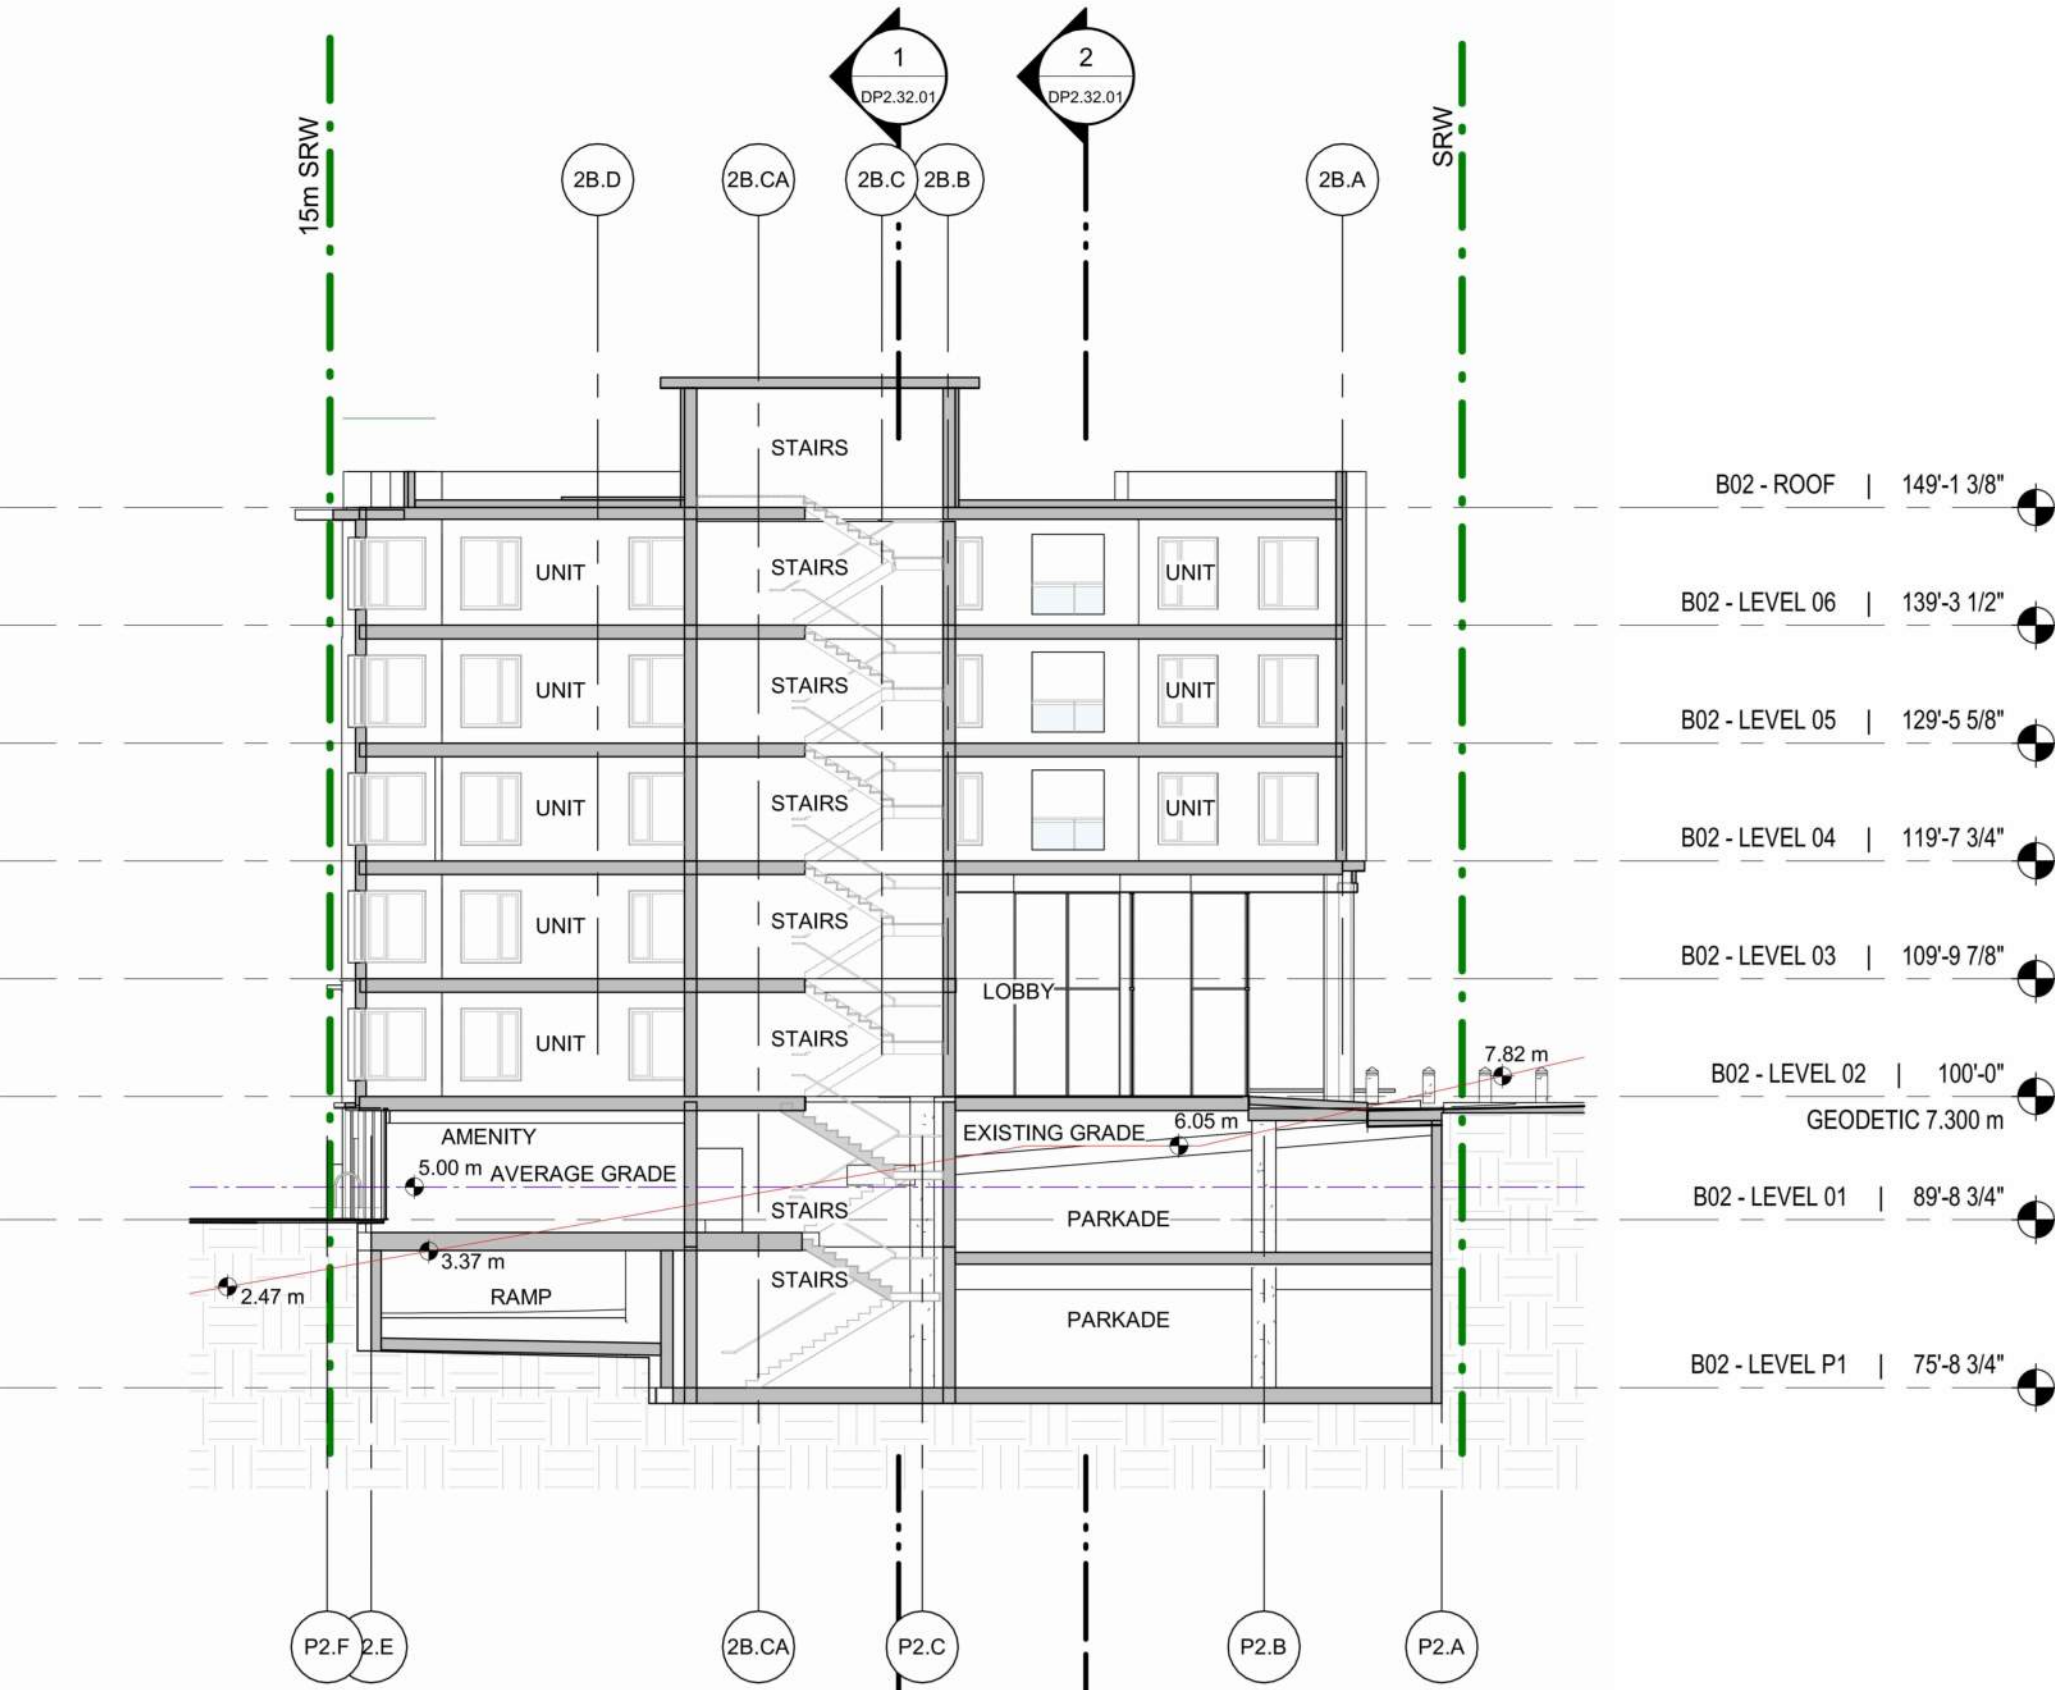 1
DP2.32.01
2
DP2.32.01
15m SRW
SRW
2B.D
2B.CA
2B.C
2B.B
2B.A
STAIRS
B02 - ROOF | 149'-1 3/8"
UNIT
STAIRS
UNIT
B02 - LEVEL 06 | 139'-3 1/2"
UNIT
STAIRS
UNIT
B02 - LEVEL 05 | 129'-5 5/8"
UNIT
STAIRS
UNIT
B02 - LEVEL 04 | 119'-7 3/4"
UNIT
STAIRS
B02 - LEVEL 03 | 109'-9 7/8"
LOBBY
UNIT
STAIRS
7.82 m
B02 - LEVEL 02 | 100'-0"
GEODETIC 7.300 m
AMENITY
EXISTING GRADE
6.05 m
5.00 m
AVERAGE GRADE
STAIRS
PARKADE
B02 - LEVEL 01 | 89'-8 3/4"
3.37 m
2.47 m
RAMP
STAIRS
PARKADE
B02 - LEVEL P1 | 75'-8 3/4"
P2.F
2.E
2B.CA
P2.C
P2.B
P2.A